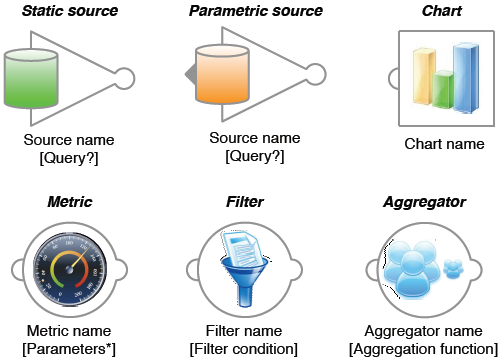 Static source
Parametric source
Chart
Source name
[Query?]
Source name
[Query?]
Chart name
Metric
Filter
Aggregator
Metric name
[Parameters*]
Filter name
[Filter condition]
Aggregator name
[Aggregation function]